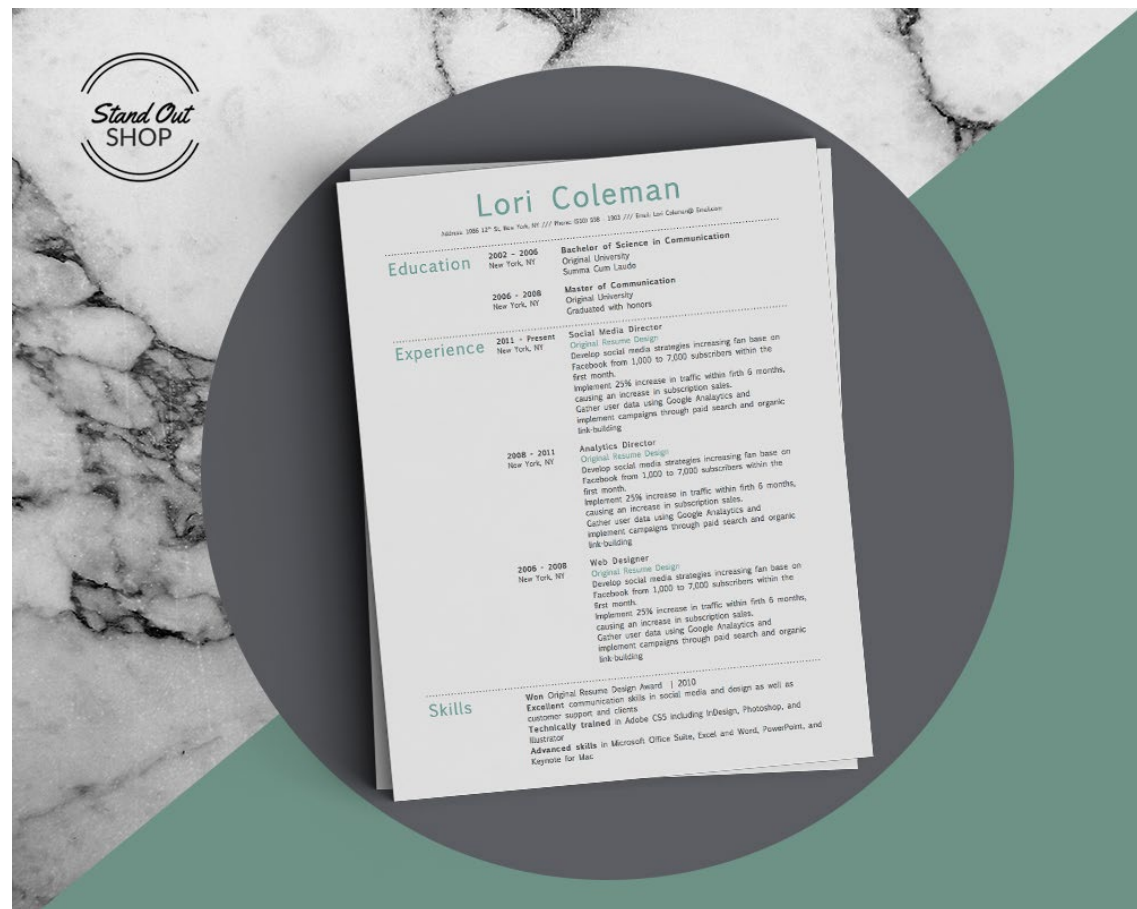 Stand Out
SHOP
Lori Coleman
Address: 1086 12th St, New York, NY /// Phone: (510) 558 - 1903 /// Email: Lori Coleman@ Gmail.com
Education
2002 - 2006
New York, NY
Bachelor of Science in Communication
Original University
Summa Cum Laude
2006 - 2008
New York, NY
Master of Communication
Original University
Graduated with honors
Experience
2011 - Present
New York, NY
Social Media Director
Original Resume Design
Develop social media strategies increasing fan base on
Facebook from 1,000 to 7,000 subscribers within the
first month.
Implement 25% increase in traffic within firth 6 months,
causing an increase in subscription sales.
Gather user data using Google Analaytics and
implement campaigns through paid search and organic
link-building
2008 - 2011
New York, NY
Analytics Director
Original Resume Design
Develop social media strategies increasing fan base on
Facebook from 1,000 to 7,000 subscribers within the
first month.
Implement 25% increase in traffic within firth 6 months,
causing an increase in subscription sales.
Gather user data using Google Analaytics and
implement campaigns through paid search and organic
link-building
2006 - 2008
New York, NY
Web Designer
Original Resume Design
Develop social media strategies increasing fan base on
Facebook from 1,000 to 7,000 subscribers within the
first month.
Implement 25% increase in traffic within firth 6 months,
causing an increase in subscription sales.
Gather user data using Google Analaytics and
implement campaigns through paid search and organic
link-building
Skills
Won Original Resume Design Award | 2010
Excellent communication skills in social media and design as well as
customer support and clients
Technically trained in Adobe CS5 including InDesign, Photoshop, and
Illustrator
Advanced skills in Microsoft Office Suite, Excel and Word, PowerPoint, and
Keynote for Mac